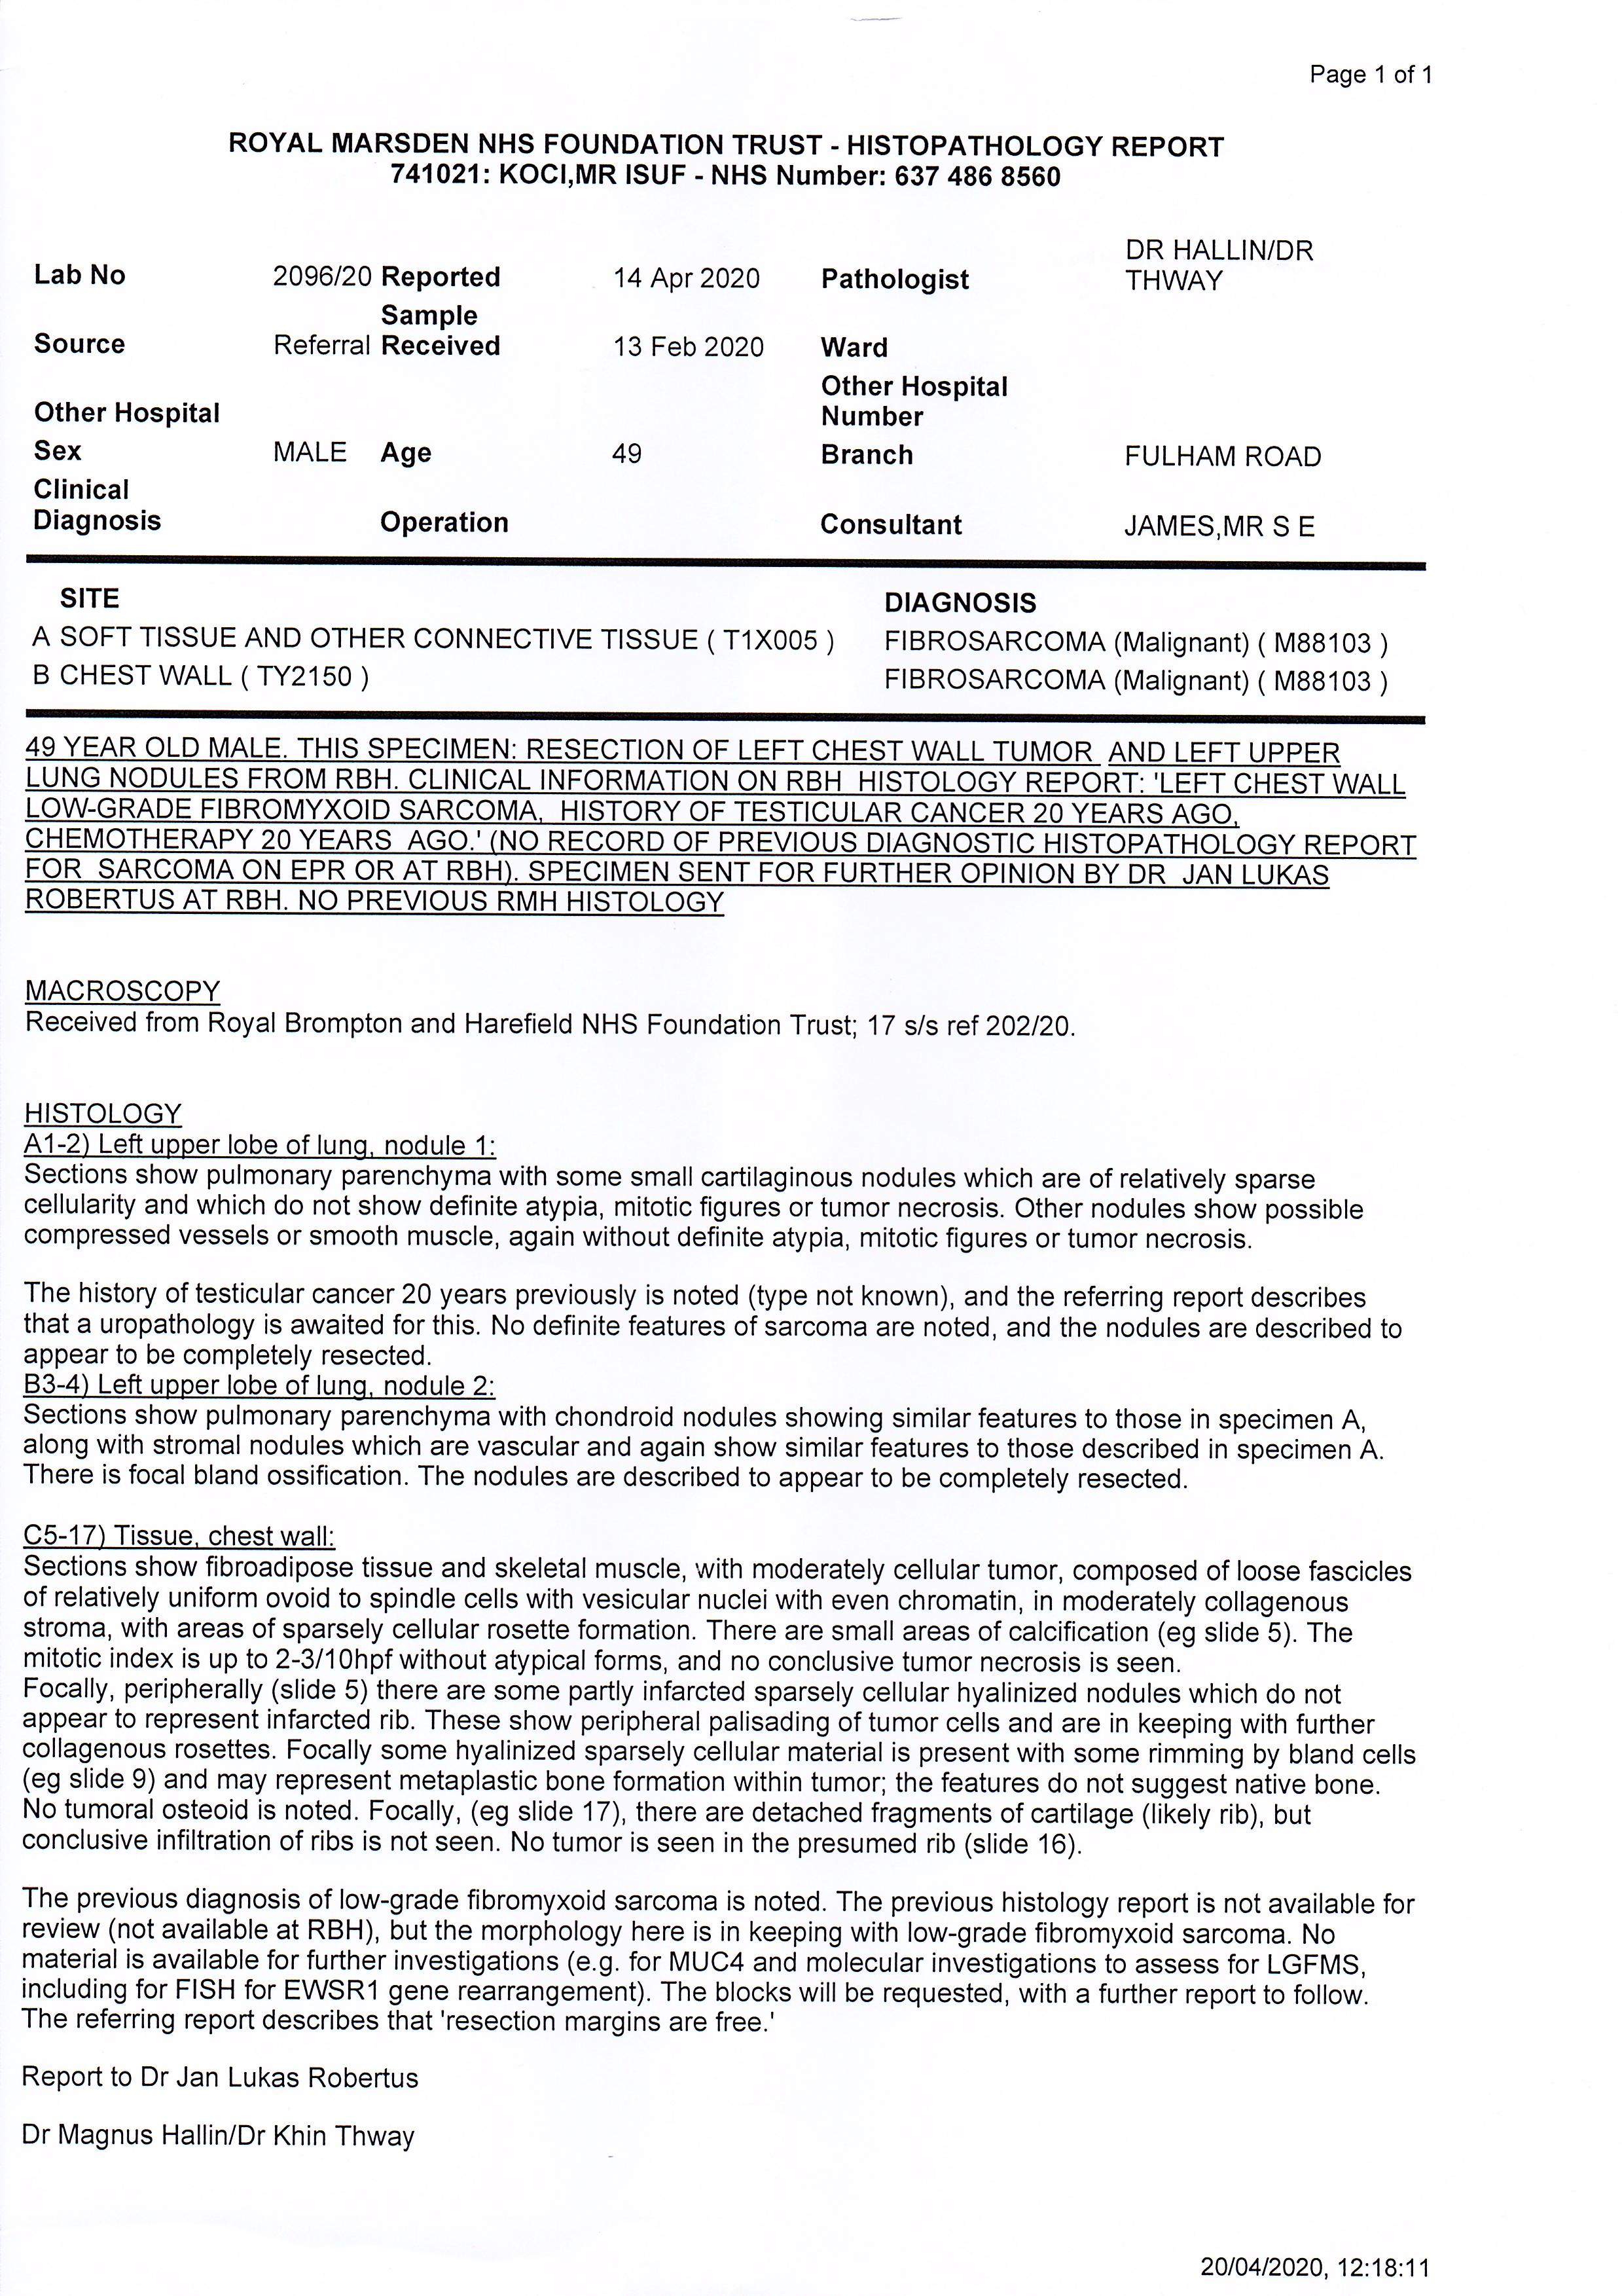 Page 1 of 1
ROYAL MARSDEN NHS FOUNDATION TRUST - HISTOPATHOLOGY REPORT
741021: KOCI,MR ISUF - NHS Number: 637 486 8560
Lab No 2096/20 Reported 14 Apr 2020 Pathologist DR HALLIN/DR THWAY
Source Referral Sample Received 13 Feb 2020 Ward
Other Hospital Other Hospital Number
Sex MALE Age 49 Branch FULHAM ROAD
Clinical Diagnosis Operation Consultant JAMES,MR S E
SITE DIAGNOSIS
A SOFT TISSUE AND OTHER CONNECTIVE TISSUE ( T1X005 ) FIBROSARCOMA (Malignant) ( M88103 )
B CHEST WALL ( TY2150 ) FIBROSARCOMA (Malignant) ( M88103 )
49 YEAR OLD MALE. THIS SPECIMEN: RESECTION OF LEFT CHEST WALL TUMOR AND LEFT UPPER
LUNG NODULES FROM RBH. CLINICAL INFORMATION ON RBH HISTOLOGY REPORT: 'LEFT CHEST WALL
LOW-GRADE FIBROMYXOID SARCOMA, HISTORY OF TESTICULAR CANCER 20 YEARS AGO,
CHEMOTHERAPY 20 YEARS AGO.' (NO RECORD OF PREVIOUS DIAGNOSTIC HISTOPATHOLOGY REPORT
FOR SARCOMA ON EPR OR AT RBH). SPECIMEN SENT FOR FURTHER OPINION BY DR JAN LUKAS
ROBERTUS AT RBH. NO PREVIOUS RMH HISTOLOGY
MACROSCOPY
Received from Royal Brompton and Harefield NHS Foundation Trust; 17 s/s ref 202/20.
HISTOLOGY
A1-2) Left upper lobe of lung, nodule 1:
Sections show pulmonary parenchyma with some small cartilaginous nodules which are of relatively sparse
cellularity and which do not show definite atypia, mitotic figures or tumor necrosis. Other nodules show possible
compressed vessels or smooth muscle, again without definite atypia, mitotic figures or tumor necrosis.
The history of testicular cancer 20 years previously is noted (type not known), and the referring report describes
that a uropathology is awaited for this. No definite features of sarcoma are noted, and the nodules are described to
appear to be completely resected.
B3-4) Left upper lobe of lung, nodule 2:
Sections show pulmonary parenchyma with chondroid nodules showing similar features to those in specimen A,
along with stromal nodules which are vascular and again show similar features to those described in specimen A.
There is focal bland ossification. The nodules are described to appear to be completely resected.
C5-17) Tissue, chest wall:
Sections show fibroadipose tissue and skeletal muscle, with moderately cellular tumor, composed of loose fascicles
of relatively uniform ovoid to spindle cells with vesicular nuclei with even chromatin, in moderately collagenous
stroma, with areas of sparsely cellular rosette formation. There are small areas of calcification (eg slide 5). The
mitotic index is up to 2-3/10hpf without atypical forms, and no conclusive tumor necrosis is seen.
Focally, peripherally (slide 5) there are some partly infarcted sparsely cellular hyalinized nodules which do not
appear to represent infarcted rib. These show peripheral palisading of tumor cells and are in keeping with further
collagenous rosettes. Focally some hyalinized sparsely cellular material is present with some rimming by bland cells
(eg slide 9) and may represent metaplastic bone formation within tumor; the features do not suggest native bone.
No tumoral osteoid is noted. Focally, (eg slide 17), there are detached fragments of cartilage (likely rib), but
conclusive infiltration of ribs is not seen. No tumor is seen in the presumed rib (slide 16).
The previous diagnosis of low-grade fibromyxoid sarcoma is noted. The previous histology report is not available for
review (not available at RBH), but the morphology here is in keeping with low-grade fibromyxoid sarcoma. No
material is available for further investigations (e.g. for MUC4 and molecular investigations to assess for LGFMS,
including for FISH for EWSR1 gene rearrangement). The blocks will be requested, with a further report to follow.
The referring report describes that 'resection margins are free.'
Report to Dr Jan Lukas Robertus
Dr Magnus Hallin/Dr Khin Thway
20/04/2020, 12:18:11